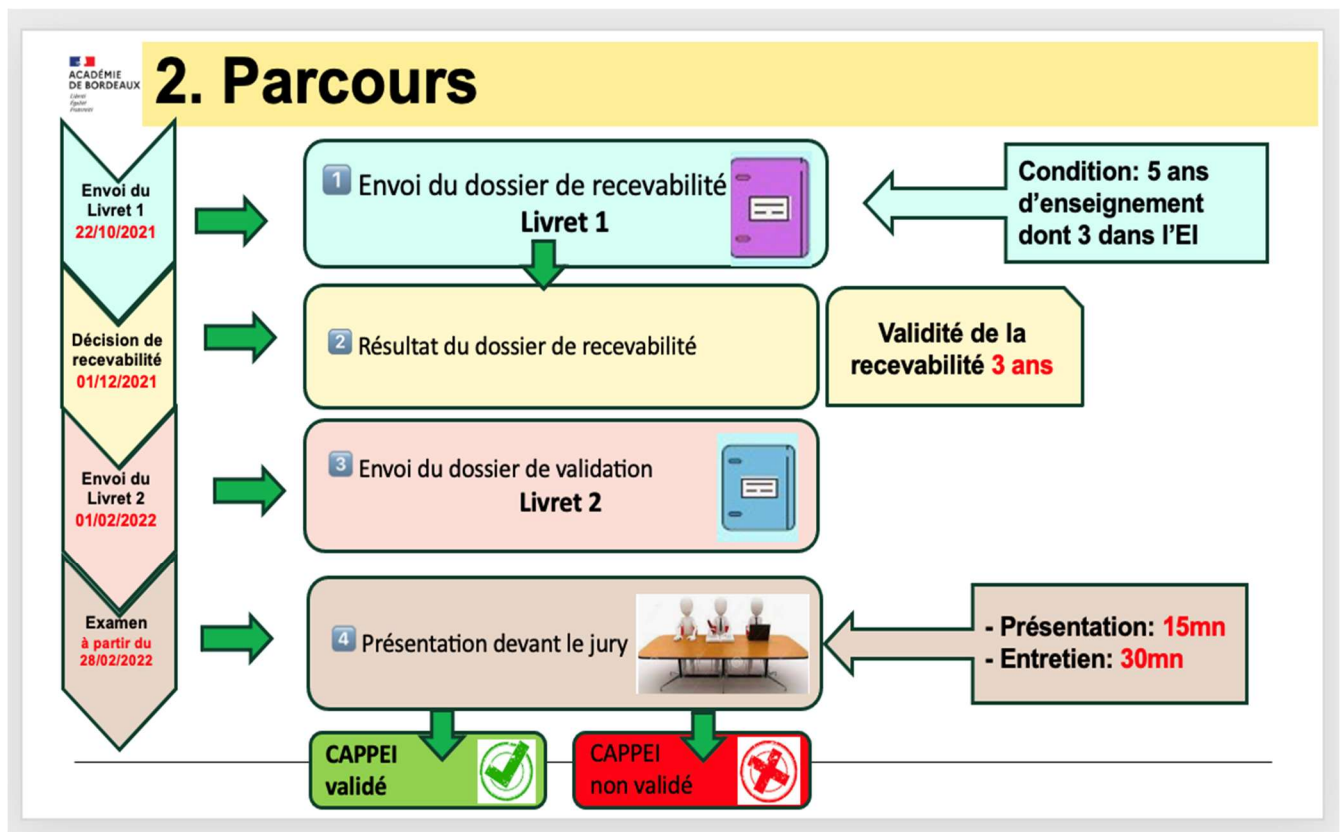 ACADÉMIE
DE BORDEAUX
Liberté
Égalité
Fraternité
2. Parcours
Envoi du
Livret 1
22/10/2021
1 Envoi du dossier de recevabilité
Livret 1
Condition: 5 ans
d’enseignement
dont 3 dans l’EI
Décision de
recevabilité
01/12/2021
2 Résultat du dossier de recevabilité
Validité de la
recevabilité 3 ans
Envoi du
Livret 2
01/02/2022
3 Envoi du dossier de validation
Livret 2
Examen
à partir du
28/02/2022
4 Présentation devant le jury
- Présentation: 15mn
- Entretien: 30mn
CAPPEI
validé
CAPPEI
non validé